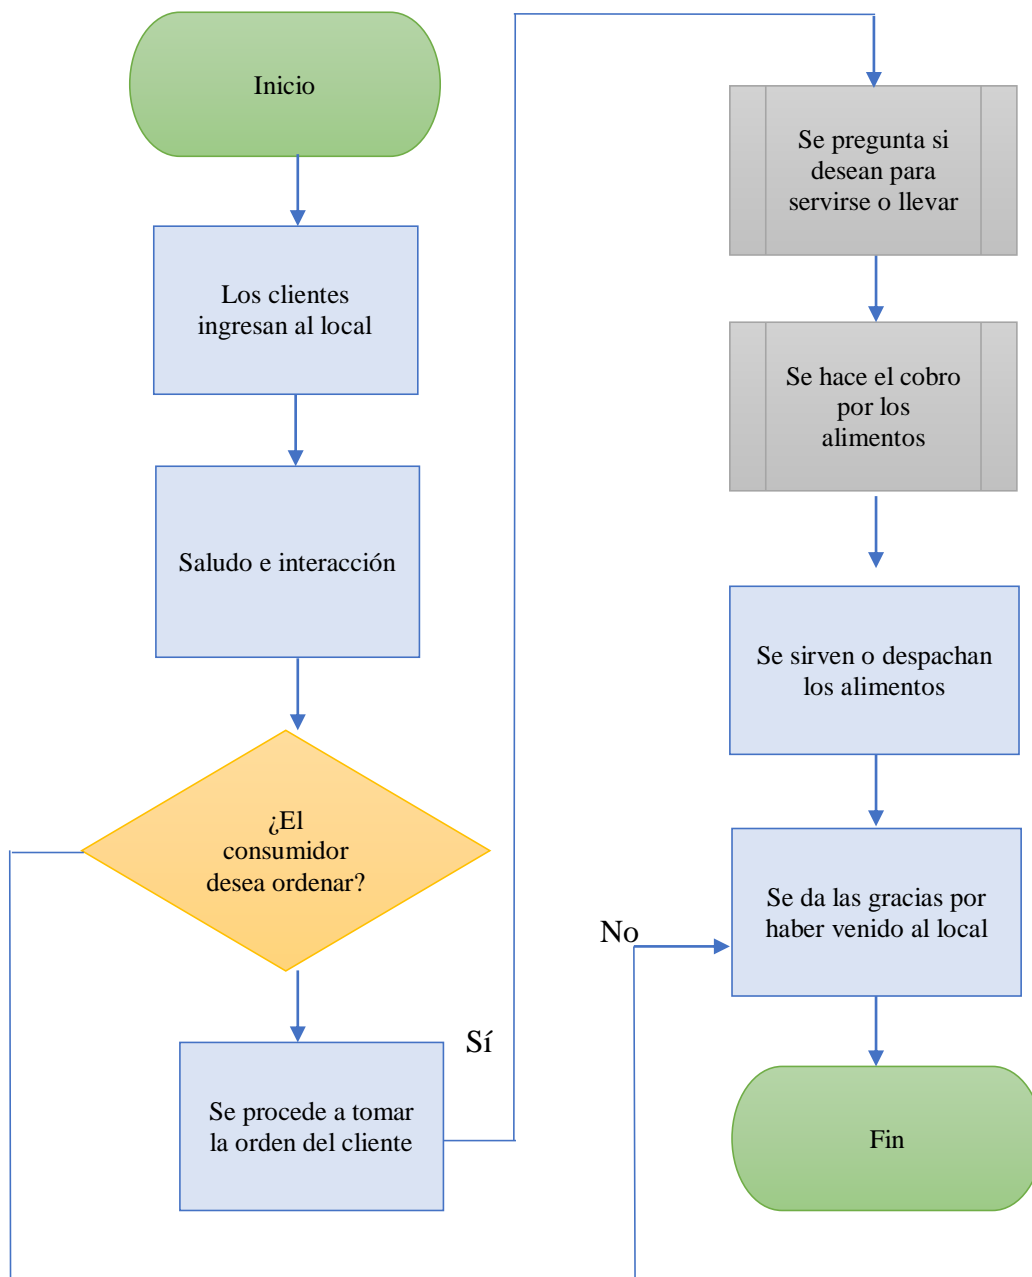 Inicio
Los clientes
ingresan al local
Saludo e interacción
¿El
consumidor
desea ordenar?
Sí
Se procede a tomar
la orden del cliente
Se pregunta si
desean para
servirse o llevar
Se hace el cobro
por los
alimentos
Se sirven o despachan
los alimentos
No
Se da las gracias por
haber venido al local
Fin